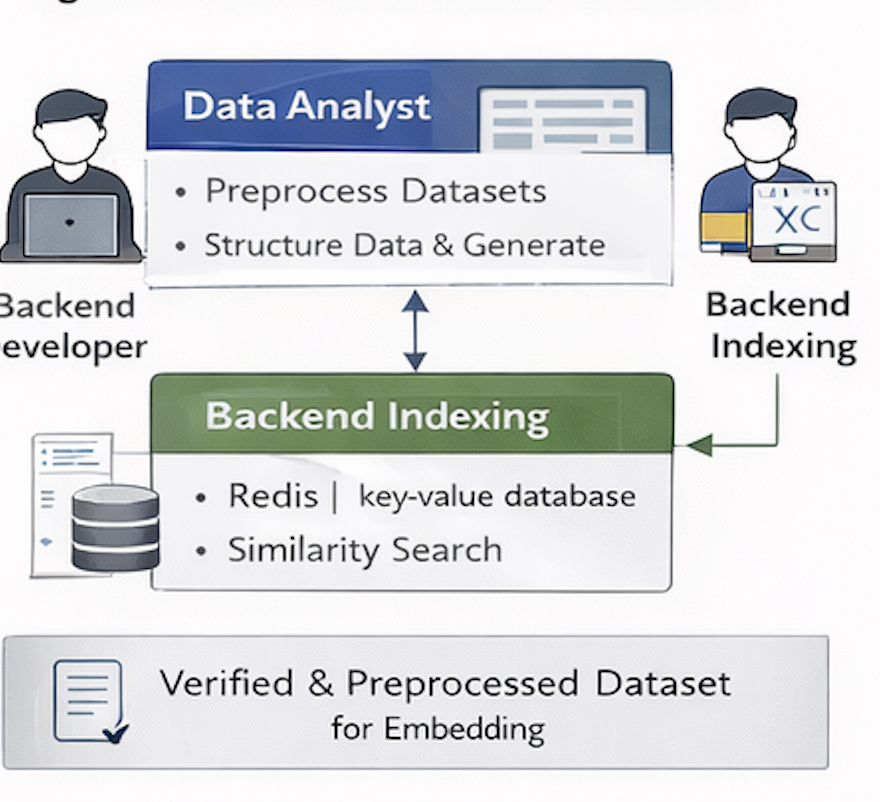 Data Analyst
• Preprocess Datasets
• Structure Data & Generate
Backend
eveloper
Backend
Indexing
XC
Backend Indexing
• Redis | key-value database
• Similarity Search
Verified & Preprocessed Dataset
for Embedding